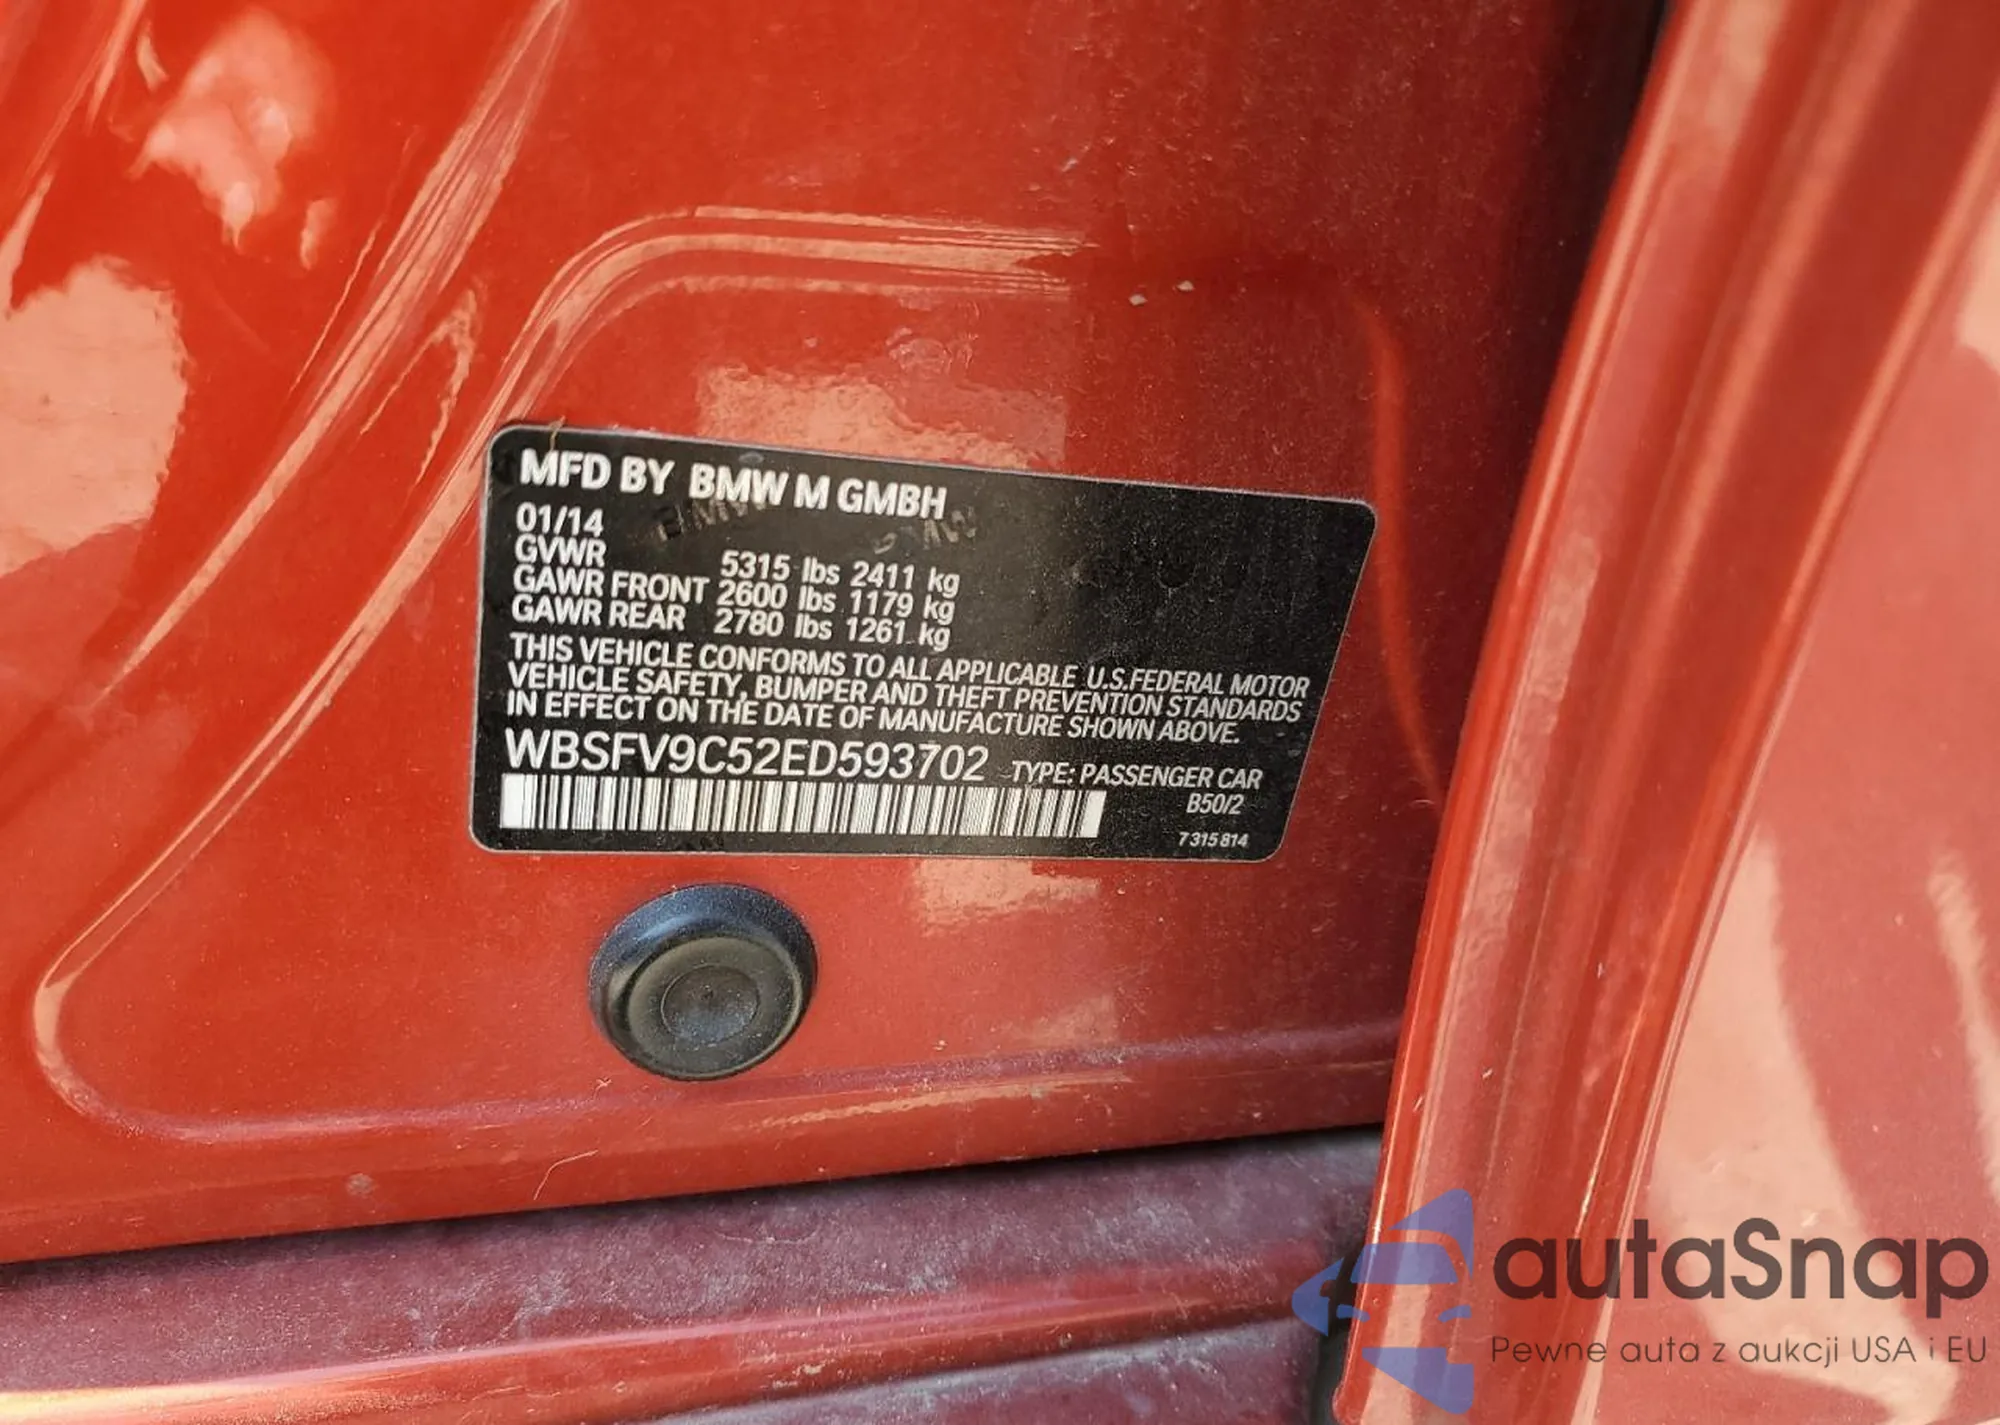 MFD BY BMW M GMBH
01/14
GVWR 5315 lbs 2411 kg
GAWR FRONT 2600 lbs 1179 kg
GAWR REAR 2780 lbs 1261 kg
THIS VEHICLE CONFORMS TO ALL APPLICABLE U.S.FEDERAL MOTOR
VEHICLE SAFETY, BUMPER AND THEFT PREVENTION STANDARDS
IN EFFECT ON THE DATE OF MANUFACTURE SHOWN ABOVE.
WBSFV9C52ED593702 TYPE: PASSENGER CAR
B50/2
7315814
autaSnap
Pewne auta z aukcji USA i EU